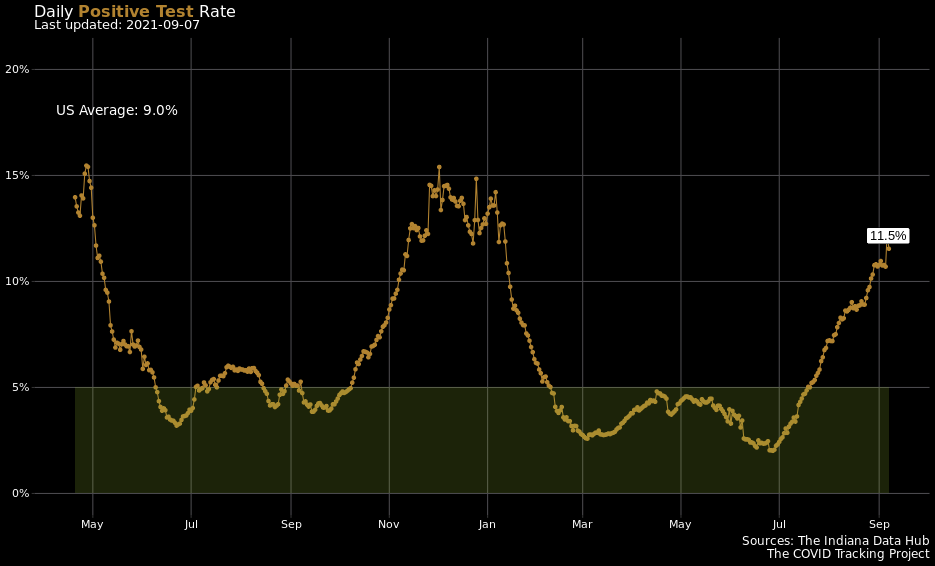 Daily Positive Test Rate
Last updated: 2021-09-07
20%
US Average: 9.0%
15%
11.5%
10%
5%
0%
May Jul Sep Nov Jan Mar May Jul Sep
Sources: The Indiana Data Hub
The COVID Tracking Project